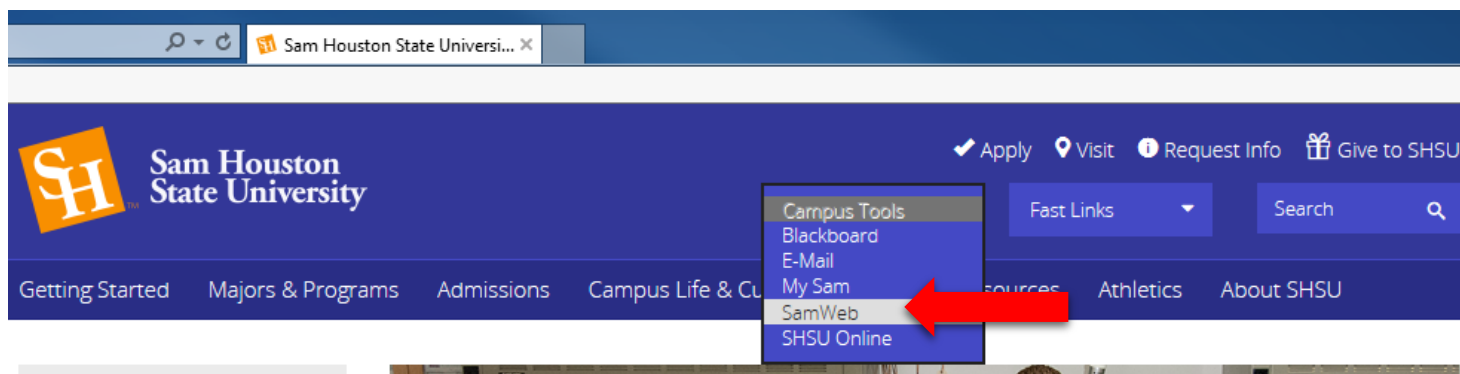 Sam Houston State Universi...
SH
Sam Houston
State University
TM
Apply Visit Request Info Give to SHSU
Campus Tools
Blackboard
E-Mail
My Sam
SamWeb
SHSU Online
Fast Links
Search
Getting Started Majors & Programs Admissions Campus Life & Cu Athletics About SHSU